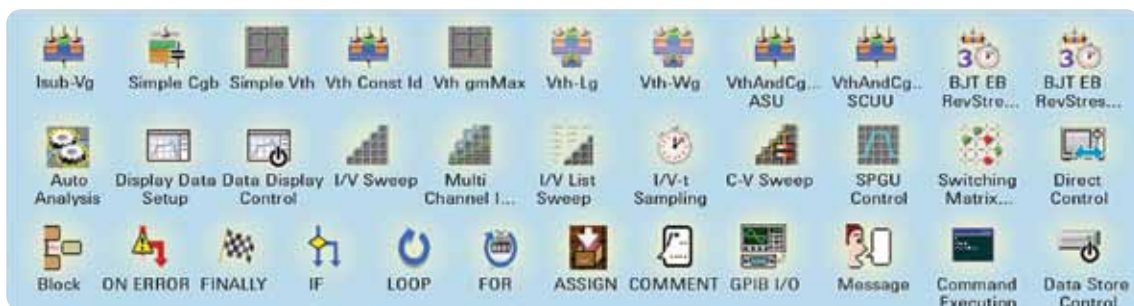 Isub-Vg Simple Cgb Simple Vth Vth Const Id Vth gmMax Vth-Lg Vth-Wg VthAndCg... VthAndCg.. BJT EB BJT EB
ASU SCUU RevStre... RevStres...
Auto Display Data Data Display I/V Sweep Multi I/V List I/V-t C-V Sweep SPGU Switching Direct
Analysis Setup Control Channel I... Sweep Sampling Control Matrix... Control
Block ON ERROR FINALLY IF LOOP FOR ASSIGN COMMENT GPIB I/O Message Command Data Store
Execution Control